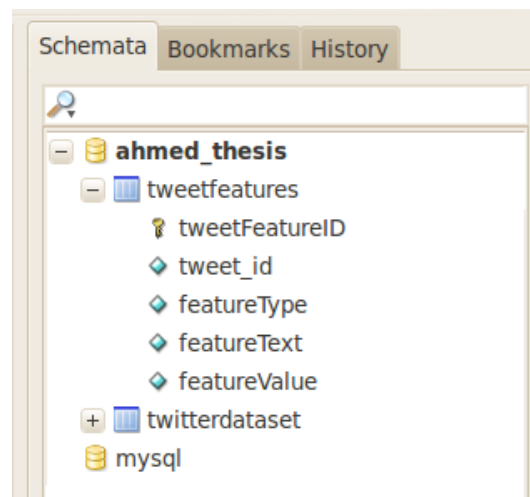 Schemata Bookmarks History
ahmed_thesis
tweetfeatures
tweetFeatureID
tweet_id
featureType
featureText
featureValue
twitterdataset
mysql